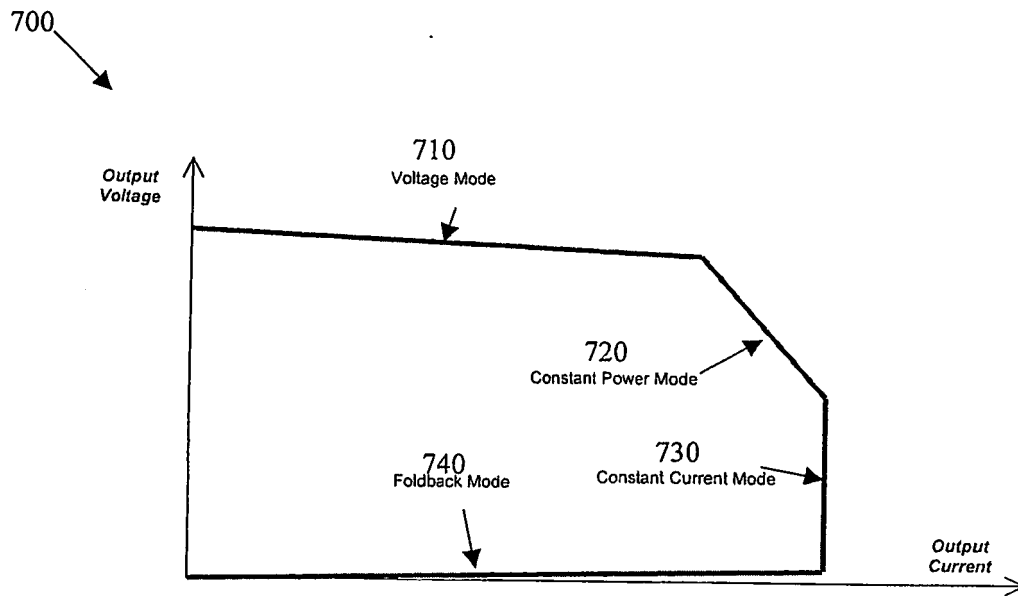 700
710
Voltage Mode
Output
Voltage
720
Constant Power Mode
740
Foldback Mode
730
Constant Current Mode
Output
Current